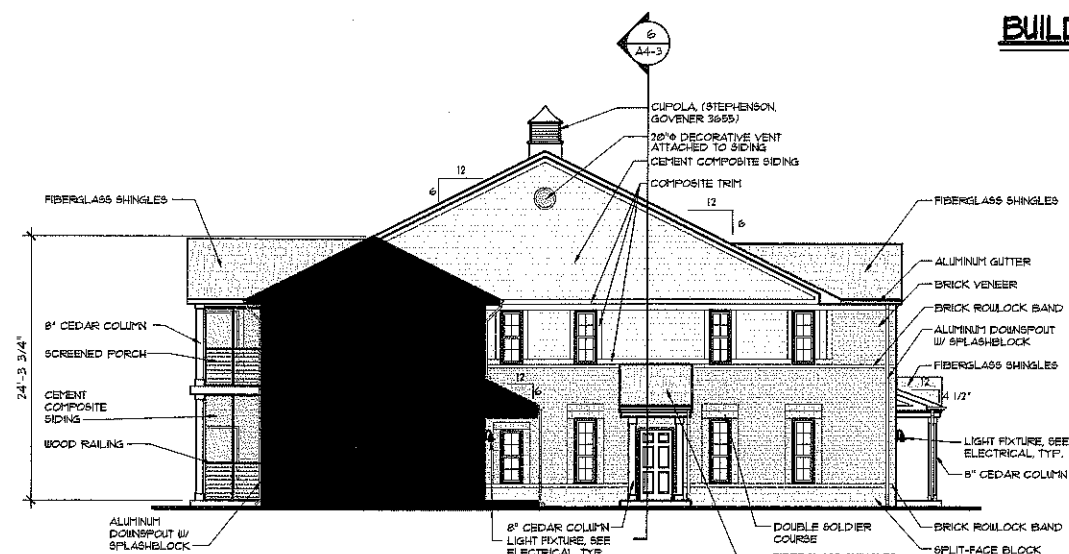 BUILD
6
A4-3
CUPOLA, (STEPHENSON,
GOVENER 3655)
20"Φ DECORATIVE VENT
ATTACHED TO SIDING
CEMENT COMPOSITE SIDING
COMPOSITE TRIM
12
6
12
6
FIBERGLASS SHINGLES
FIBERGLASS SHINGLES
ALUMINUM GUTTER
BRICK VENEER
BRICK ROWLOCK BAND
ALUMINUM DOWNSPOUT
W/ SPLASHBLOCK
FIBERGLASS SHINGLES
12
4 1/2"
8" CEDAR COLUMN
SCREENED PORCH
24'-3 3/4"
CEMENT
COMPOSITE
SIDING
WOOD RAILING
12
6
LIGHT FIXTURE, SEE
ELECTRICAL, TYP.
8" CEDAR COLUMN
ALUMINUM
DOWNSPOUT W/
SPLASHBLOCK
8" CEDAR COLUMN
LIGHT FIXTURE, SEE
ELECTRICAL, TYP.
DOUBLE SOLDIER
COURSE
FIBERGLASS SHINGLES
BRICK ROWLOCK BAND
SPLIT-FACE BLOCK